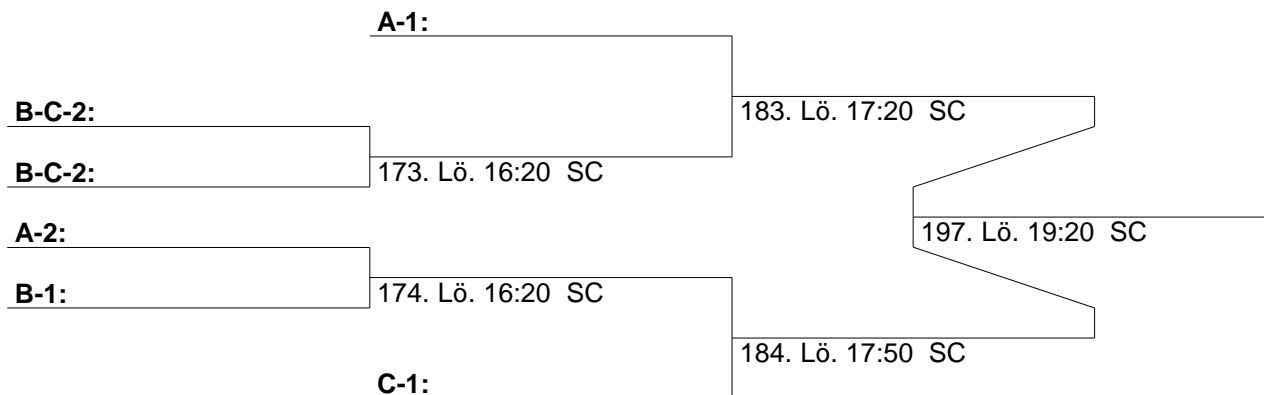 A-1:
B-C-2:
183. Lö. 17:20 SC
B-C-2:
173. Lö. 16:20 SC
A-2:
197. Lö. 19:20 SC
B-1:
174. Lö. 16:20 SC
184. Lö. 17:50 SC
C-1: